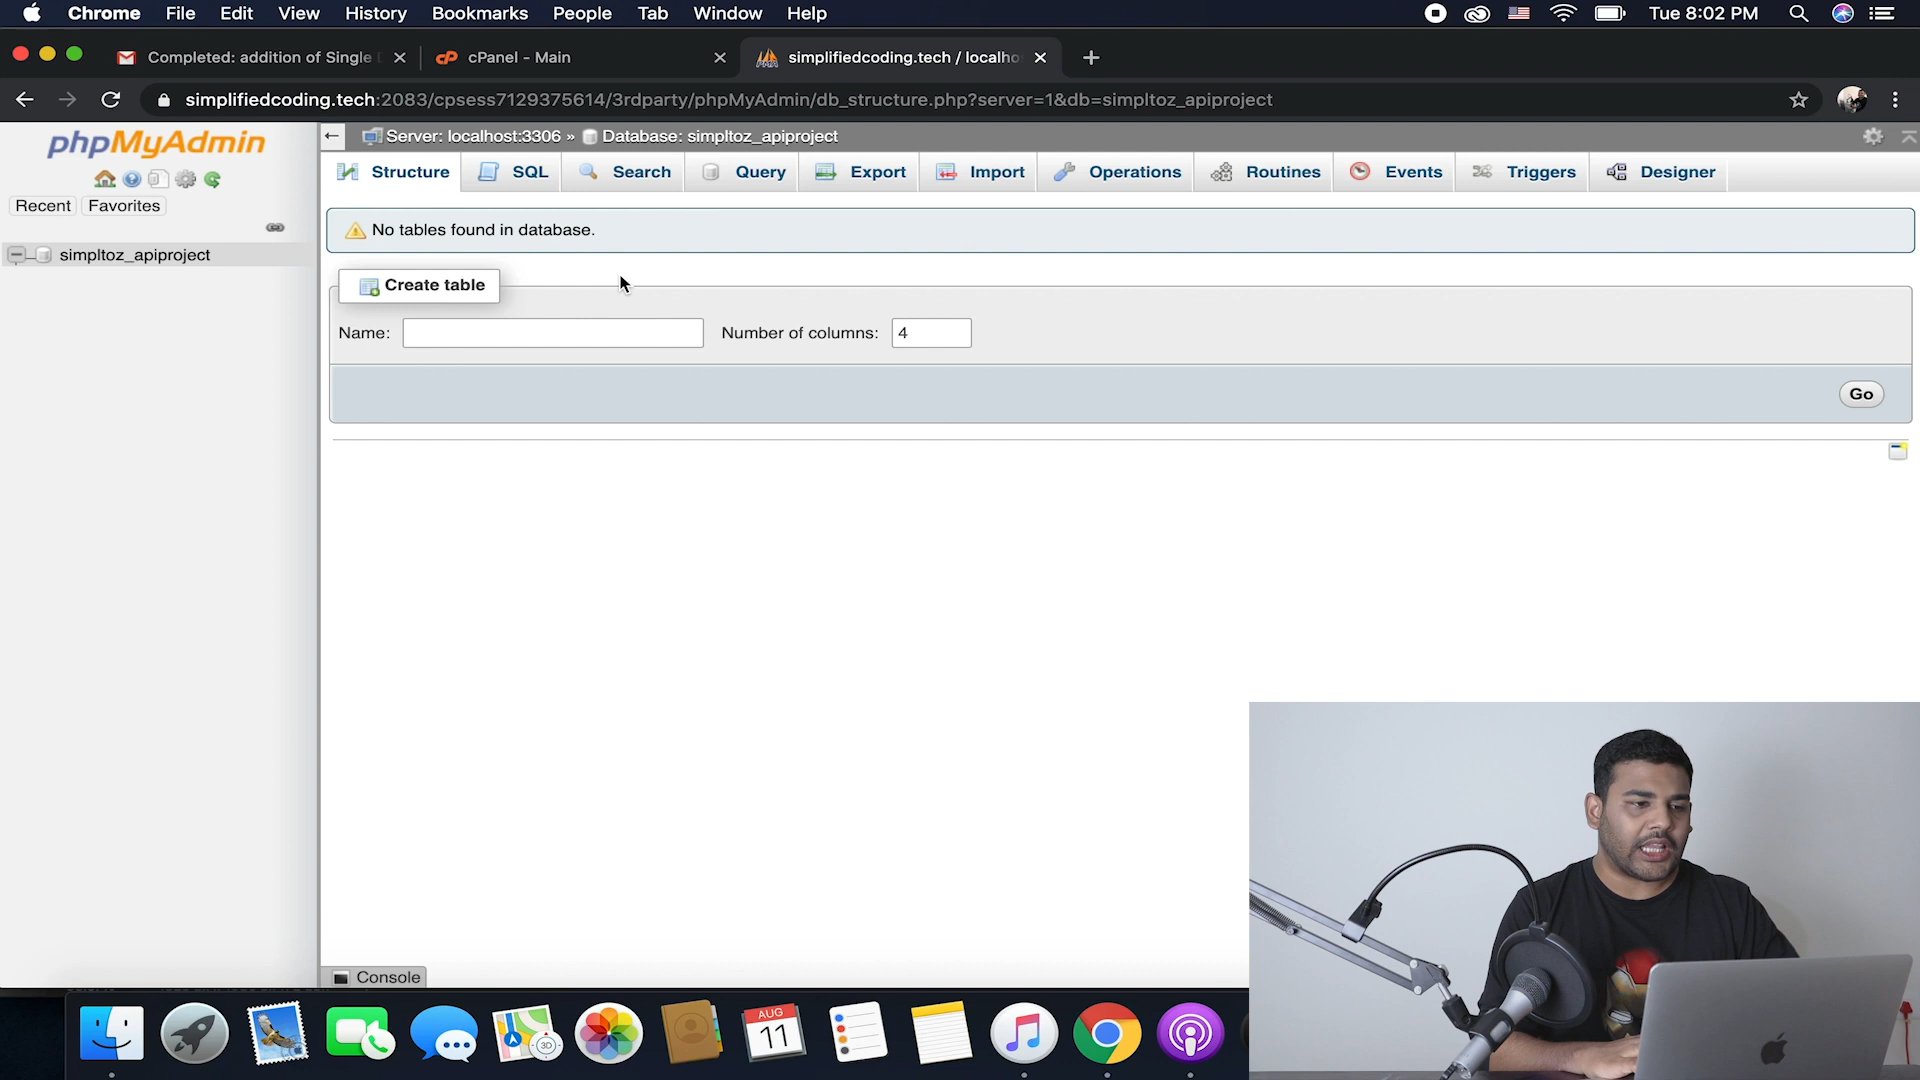 Chrome File Edit View History Bookmarks People Tab Window Help Tue 8:02 PM
Completed: addition of Single cPanel - Main simplifiedcoding.tech / localho
simplifiedcoding.tech:2083/cpsess7129375614/3rdparty/phpMyAdmin/db_structure.php?server=1&db=simpltoz_apiproject
phpMyAdmin
Server: localhost:3306 » Database: simpltoz_apiproject
Structure SQL Search Query Export Import Operations Routines Events Triggers Designer
Recent Favorites
No tables found in database.
simpltoz_apiproject
Create table
Name: Number of columns: 4
Go
Console
AUG
11
3D